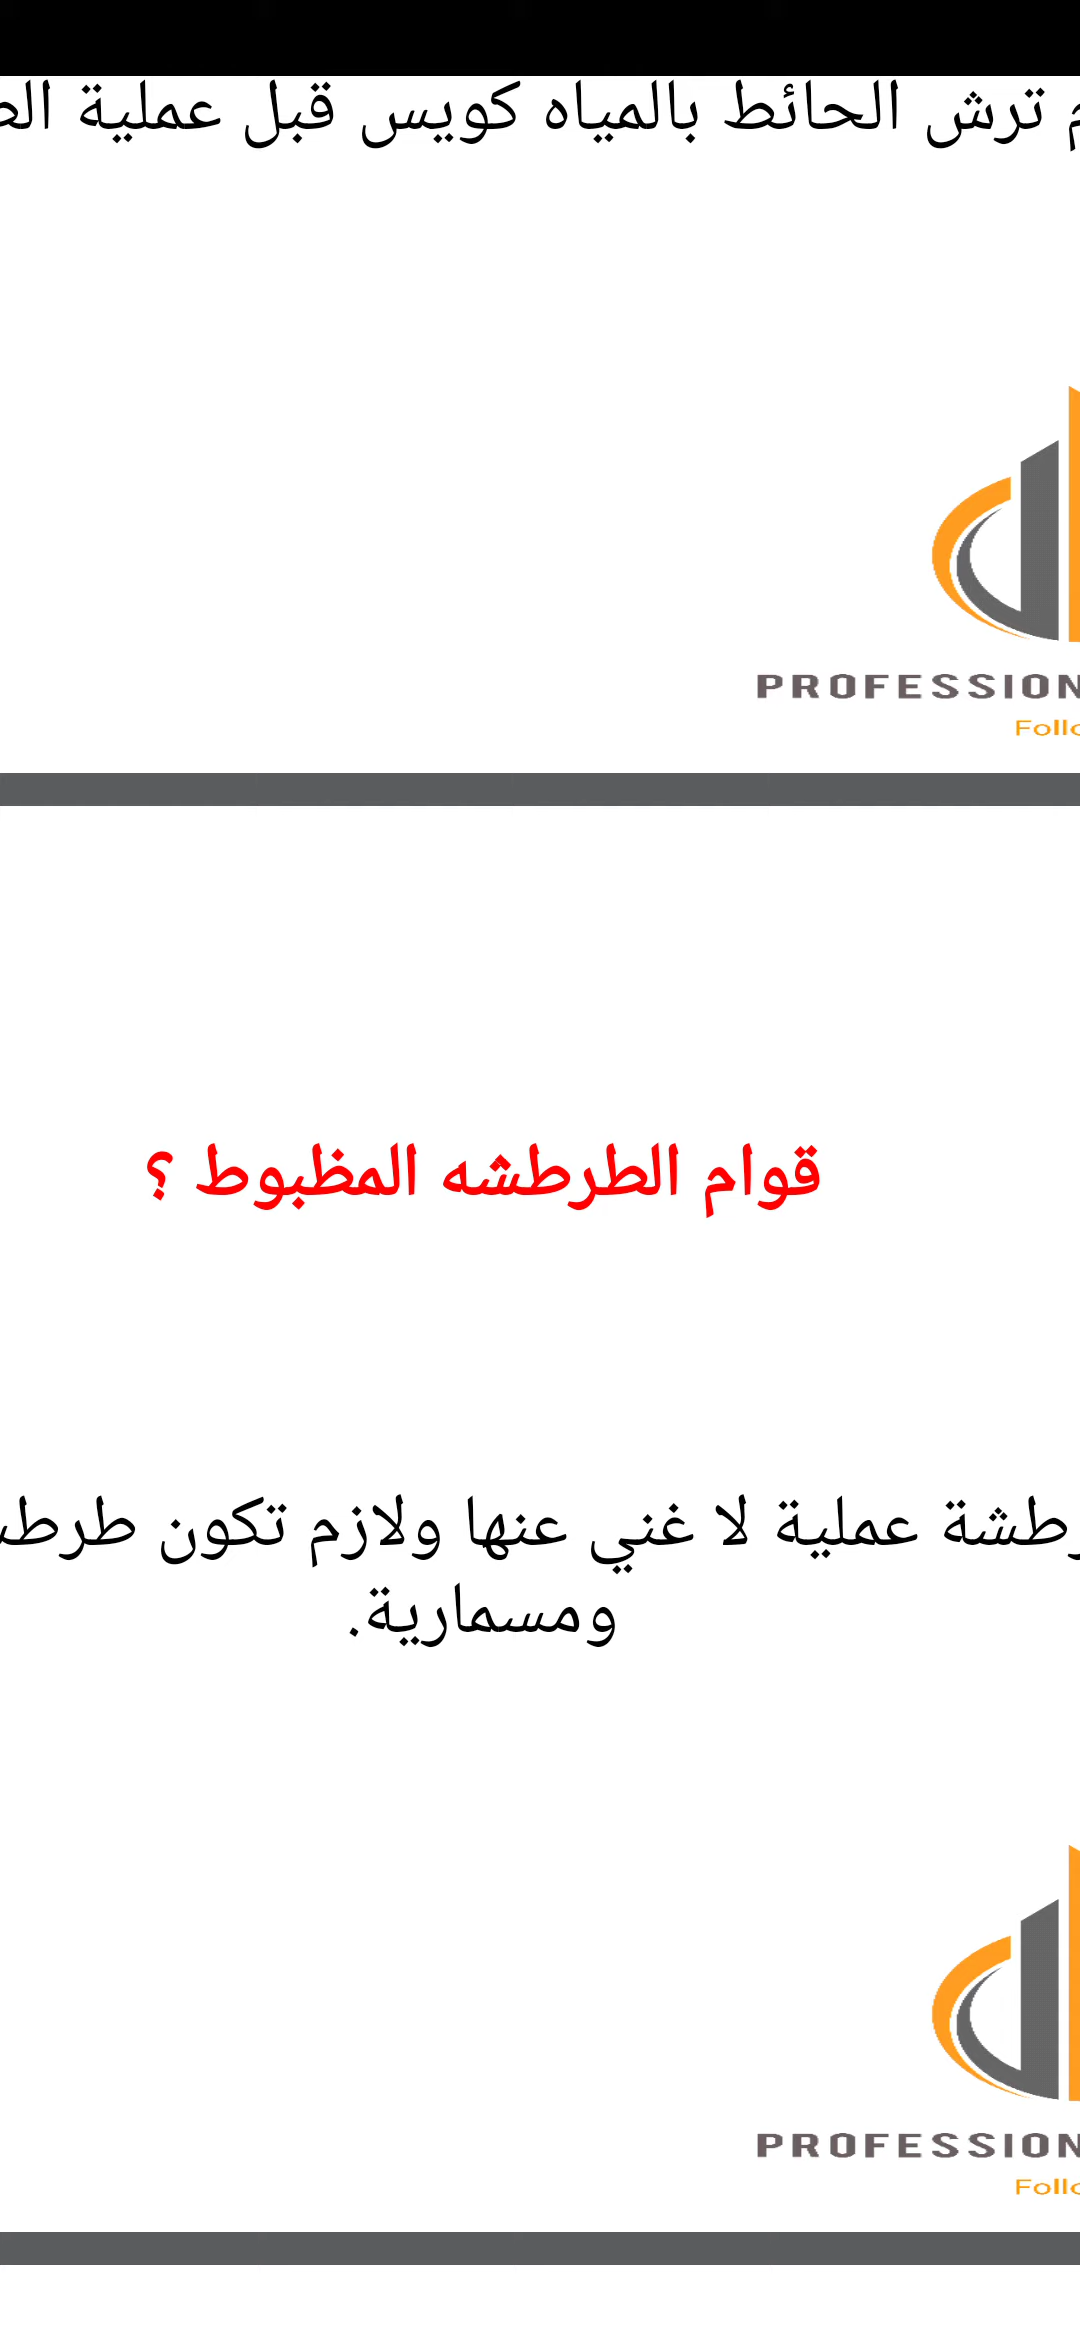 ترش الحائط بالمياه كويس قبل عملية
PROFESSION
قوام الطرطشه المظبوط ؟
عملية لا غني عنها ولازم تكون
ومسمارية.
PROFESSION